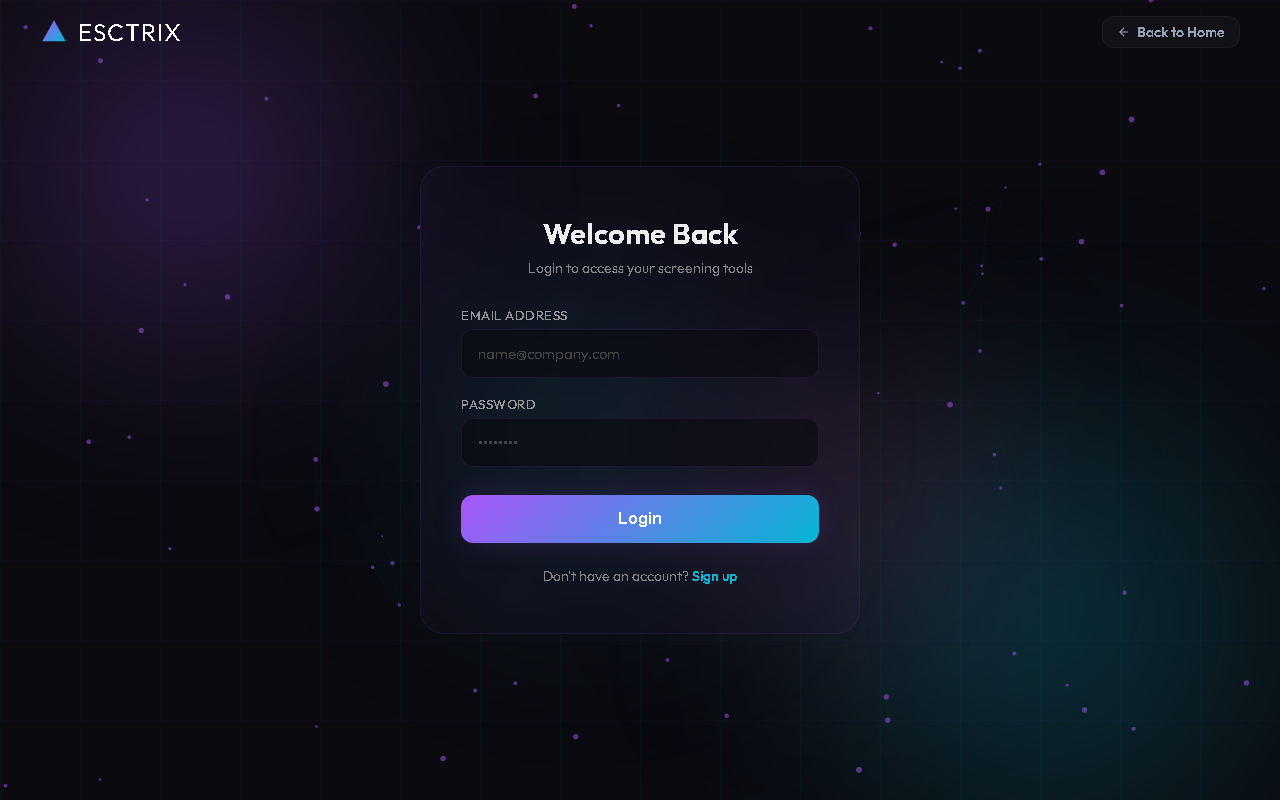 ESCTRIX
Back to Home
Welcome Back
Login to access your screening tools
EMAIL ADDRESS
name@company.com
PASSWORD
••••••••
Login
Don't have an account? Sign up